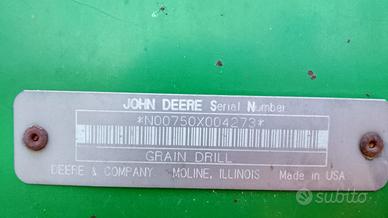 JOHN DEERE Serial Number
*N00750X004273*
GRAIN DRILL
DEERE & COMPANY MOLINE, ILLINOIS Made in USA
subito